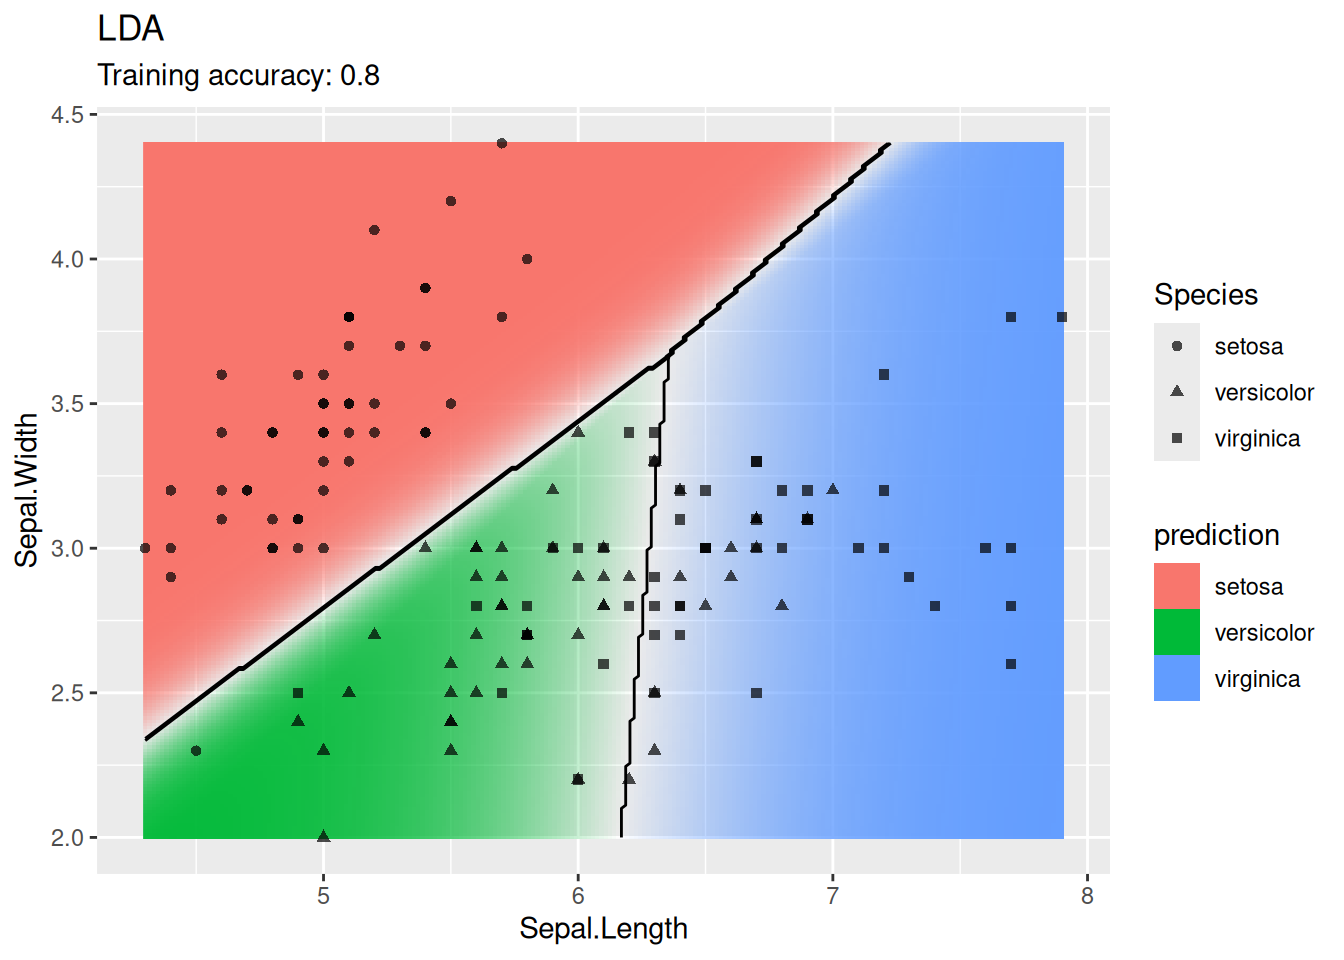 LDA
Training accuracy: 0.8
4.5
4.0
3.5
3.0
2.5
2.0
Sepal.Width
5 6 7 8
Sepal.Length
Species
setosa
versicolor
virginica
prediction
setosa
versicolor
virginica